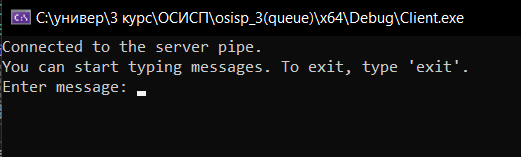 C:\универ\3 курс\ОСИСП\osisp_3(queue)\x64\Debug\Client.exe
Connected to the server pipe.
You can start typing messages. To exit, type 'exit'.
Enter message: